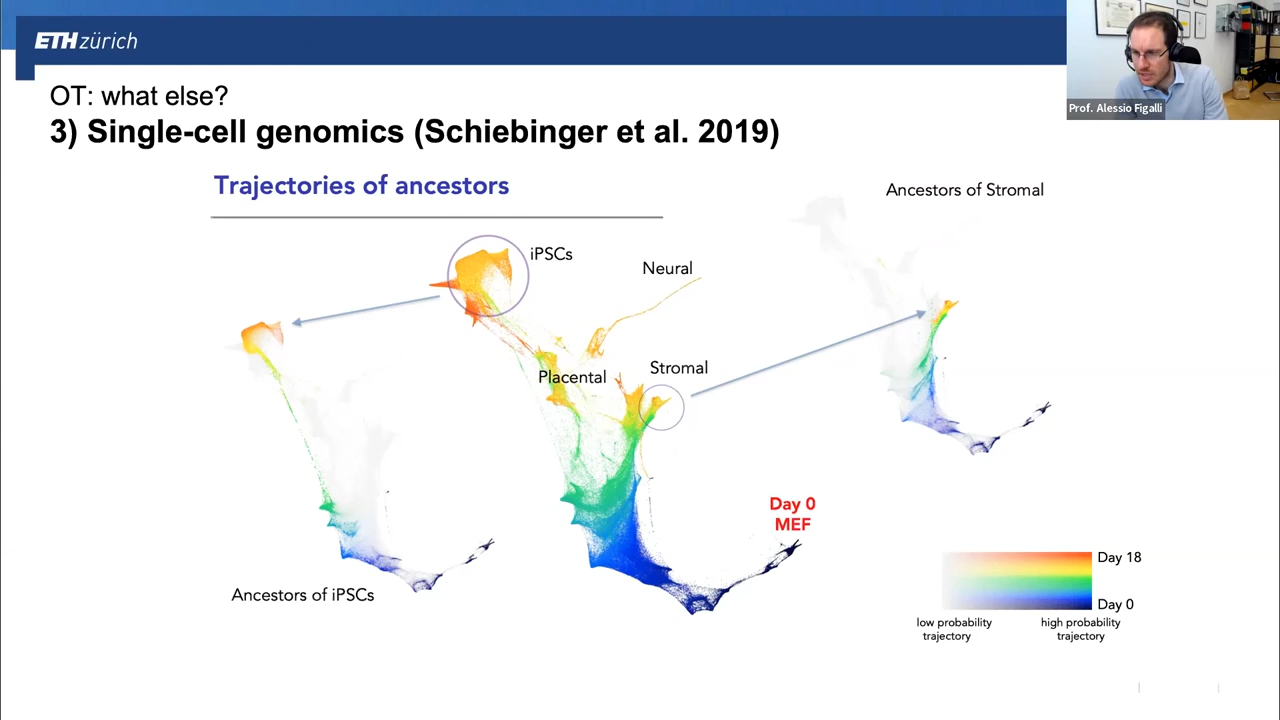 ETH zürich
Prof. Alessio Figalli
OT: what else?
3) Single-cell genomics (Schiebinger et al. 2019)
Trajectories of ancestors
Ancestors of Stromal
iPSCs
Neural
Placental
Stromal
Day 0
MEF
Ancestors of iPSCs
Day 18
Day 0
low probability
trajectory
high probability
trajectory